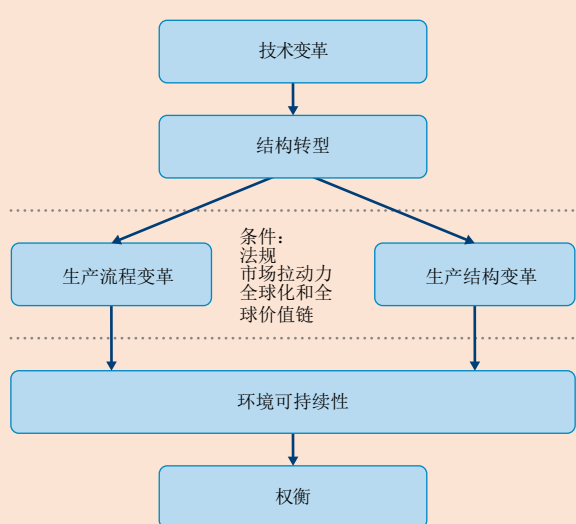 技术变革
结构转型
生产流程变革
条件：
法规
市场拉动力
全球化和全
球价值链
生产结构变革
环境可持续性
权衡